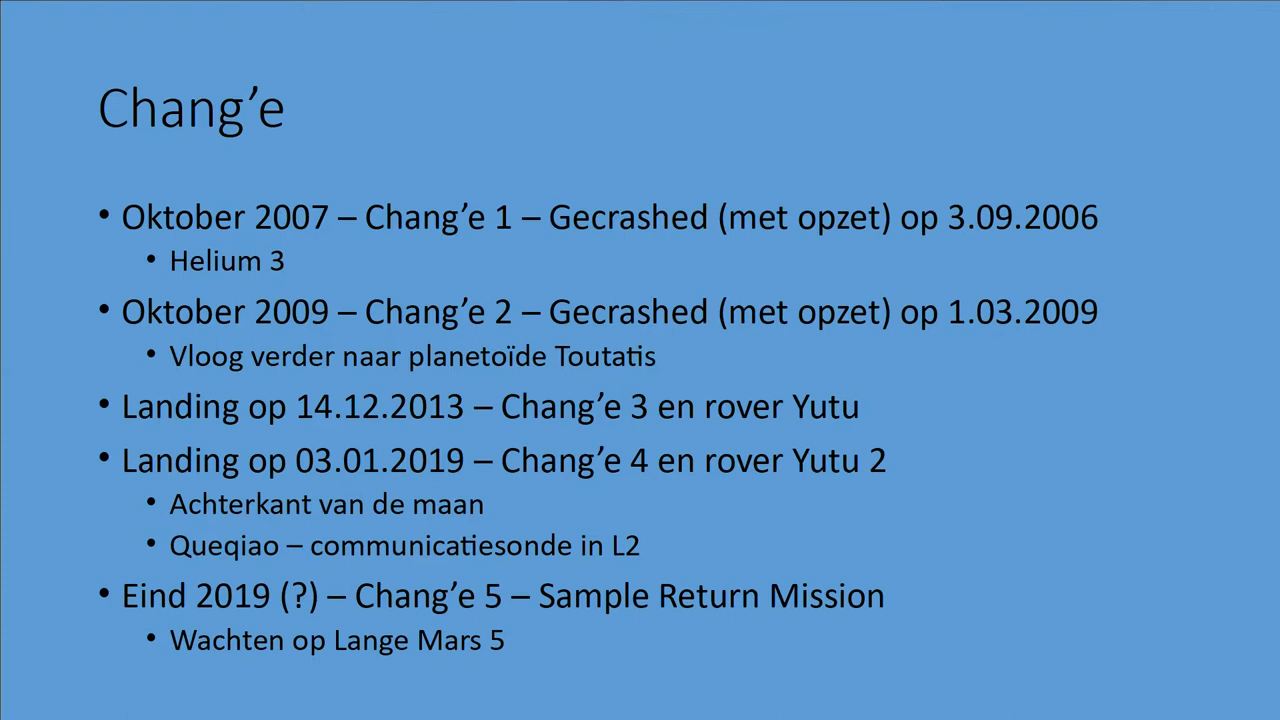 Chang’e
• Oktober 2007 – Chang’e 1 – Gecrashed (met opzet) op 3.09.2006
• Helium 3
• Oktober 2009 – Chang’e 2 – Gecrashed (met opzet) op 1.03.2009
• Vloog verder naar planetoïde Toutatis
• Landing op 14.12.2013 – Chang’e 3 en rover Yutu
• Landing op 03.01.2019 – Chang’e 4 en rover Yutu 2
• Achterkant van de maan
• Queqiao – communicatiesonde in L2
• Eind 2019 (?) – Chang’e 5 – Sample Return Mission
• Wachten op Lange Mars 5